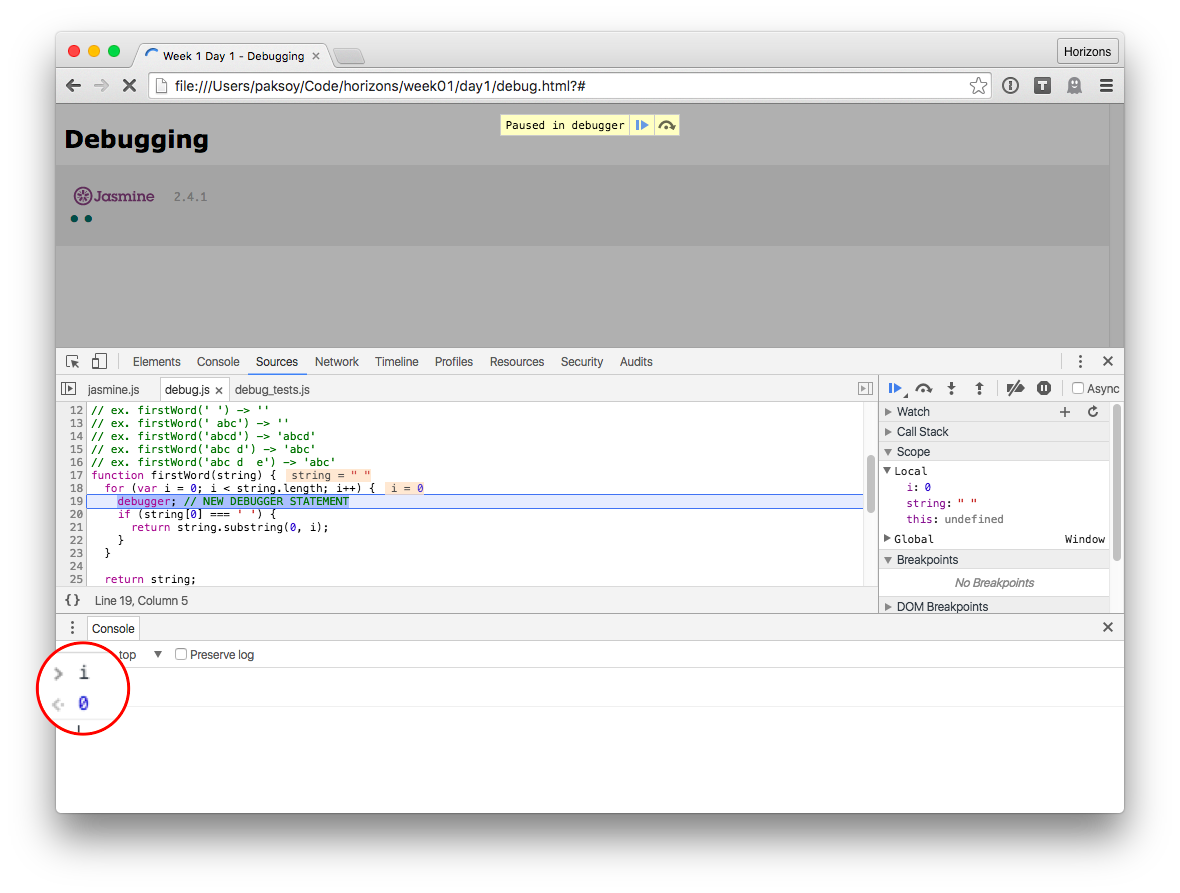 Week 1 Day 1 - Debugging ×
Horizons
file:///Users/paksoy/Code/horizons/week01/day1/debug.html?#
T
Paused in debugger
Debugging
Jasmine 2.4.1
Elements Console Sources Network Timeline Profiles Resources Security Audits
jasmine.js debug.js × debug_tests.js
Async
12 // ex. firstWord(' ') -> ''
13 // ex. firstWord(' abc') -> ''
14 // ex. firstWord('abcd') -> 'abcd'
15 // ex. firstWord('abc d') -> 'abc'
16 // ex. firstWord('abc d  e') -> 'abc'
17 function firstWord(string) { string = " "
18   for (var i = 0; i < string.length; i++) { i = 0
19     debugger; // NEW DEBUGGER STATEMENT
20     if (string[0] === ' ') {
21       return string.substring(0, i);
22     }
23   }
24
25   return string;
{} Line 19, Column 5
Watch
Call Stack
Scope
Local
i: 0
string: " "
this: undefined
Global Window
Breakpoints
No Breakpoints
DOM Breakpoints
Console
top ▼ Preserve log
> i
0